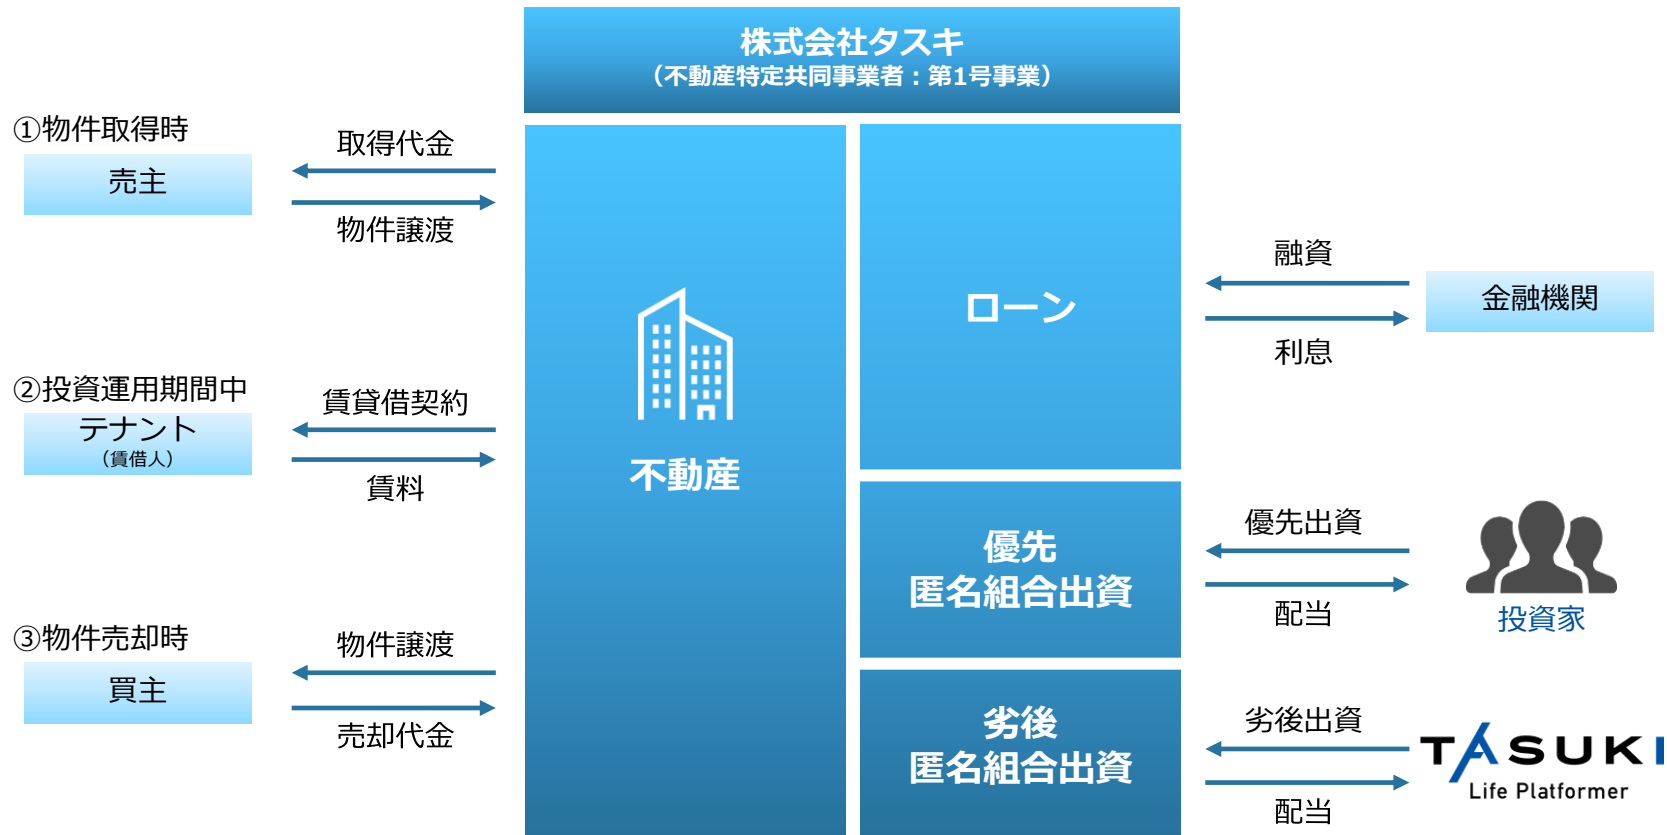 株式会社タスキ
（不動産特定共同事業者：第1号事業）
①物件取得時
売主
取得代金
物件譲渡
②投資運用期間中
テナント
（賃借人）
賃貸借契約
賃料
③物件売却時
買主
物件譲渡
売却代金
不動産
ローン
優先
匿名組合出資
劣後
匿名組合出資
融資
利息
金融機関
優先出資
配当
投資家
劣後出資
配当
TASUKI
Life Platformer